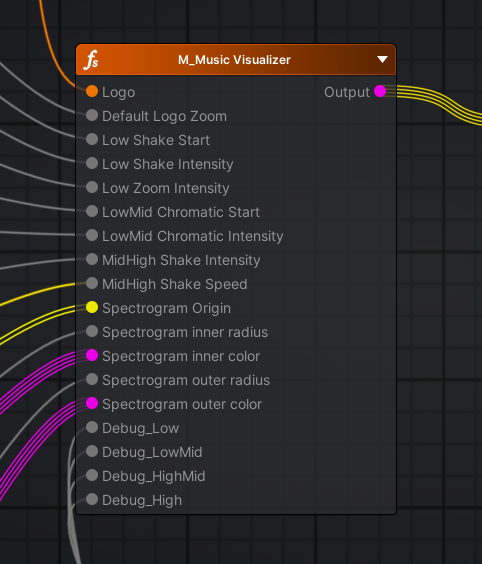 fs M_Music Visualizer
Logo Output
Default Logo Zoom
Low Shake Start
Low Shake Intensity
Low Zoom Intensity
LowMid Chromatic Start
LowMid Chromatic Intensity
MidHigh Shake Intensity
MidHigh Shake Speed
Spectrogram Origin
Spectrogram inner radius
Spectrogram inner color
Spectrogram outer radius
Spectrogram outer color
Debug_Low
Debug_LowMid
Debug_HighMid
Debug_High